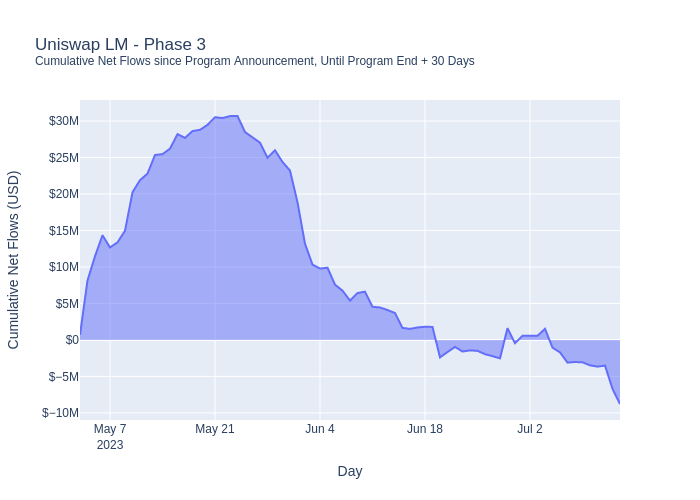 Uniswap LM - Phase 3
Cumulative Net Flows since Program Announcement, Until Program End + 30 Days
Cumulative Net Flows (USD)
$30M
$25M
$20M
$15M
$10M
$5M
$0
$−5M
$−10M
May 7
2023
May 21
Jun 4
Jun 18
Jul 2
Day